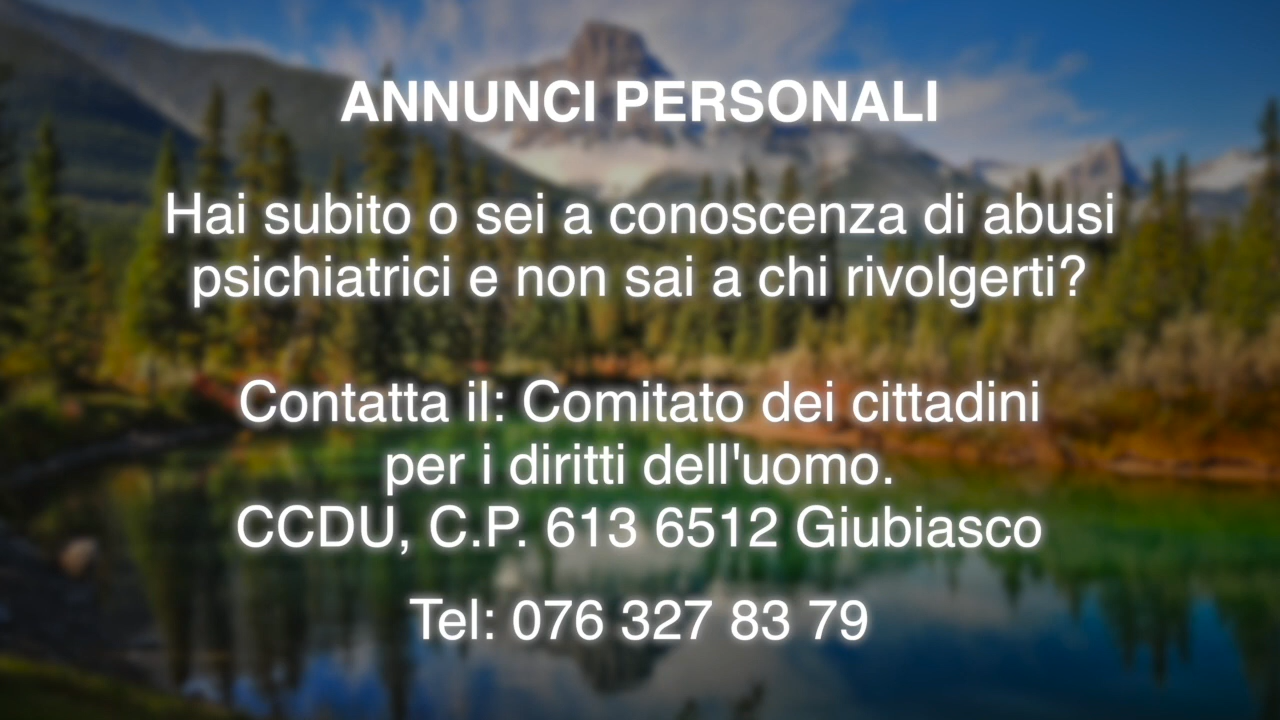 ANNUNCI PERSONALI
Hai subito o sei a conoscenza di abusi
psichiatrici e non sai a chi rivolgerti?
Contatta il: Comitato dei cittadini
per i diritti dell'uomo.
CCDU, C.P. 613 6512 Giubiasco
Tel: 076 327 83 79